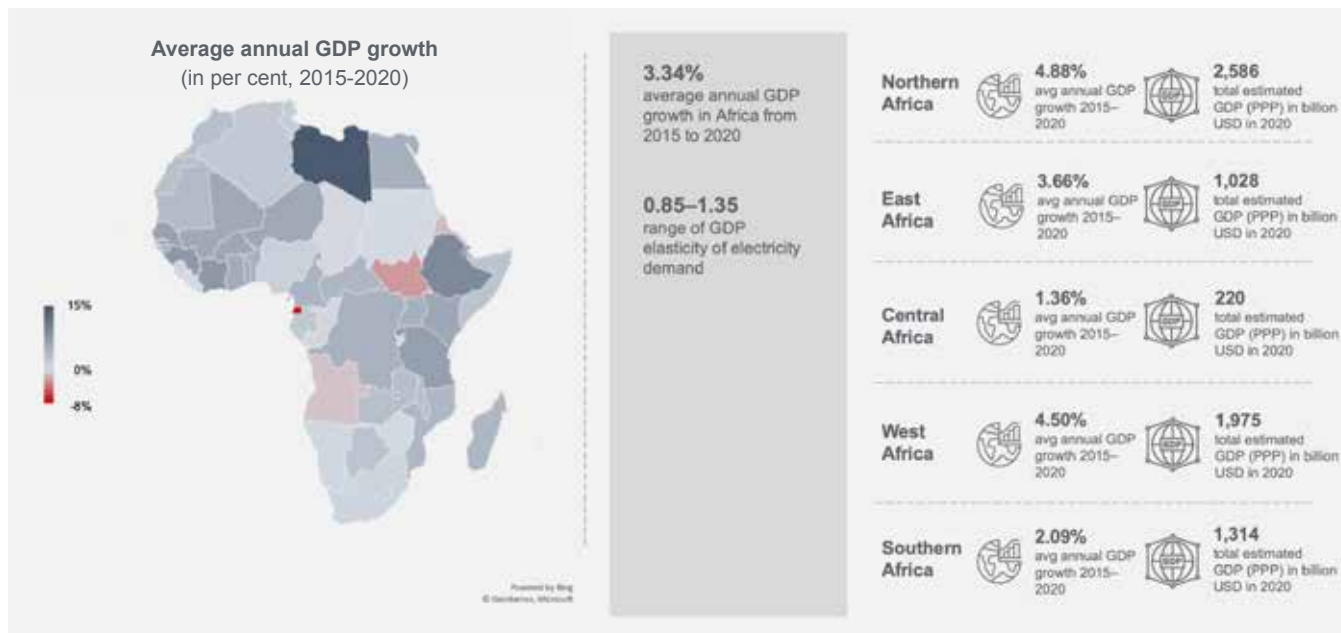 Average annual GDP growth
(in per cent, 2015-2020)
15%
0%
-8%
Powered by Bing
© GeoNames, Microsoft
3.34%
average annual GDP
growth in Africa from
2015 to 2020
0.85–1.35
range of GDP
elasticity of electricity
demand
Northern
Africa
4.88%
avg annual GDP
growth 2015–
2020
GDP
2,586
total estimated
GDP (PPP) in billion
USD in 2020
East
Africa
3.66%
avg annual GDP
growth 2015–
2020
GDP
1,028
total estimated
GDP (PPP) in billion
USD in 2020
Central
Africa
1.36%
avg annual GDP
growth 2015–
2020
GDP
220
total estimated
GDP (PPP) in billion
USD in 2020
West
Africa
4.50%
avg annual GDP
growth 2015–
2020
GDP
1,975
total estimated
GDP (PPP) in billion
USD in 2020
Southern
Africa
2.09%
avg annual GDP
growth 2015–
2020
GDP
1,314
total estimated
GDP (PPP) in billion
USD in 2020